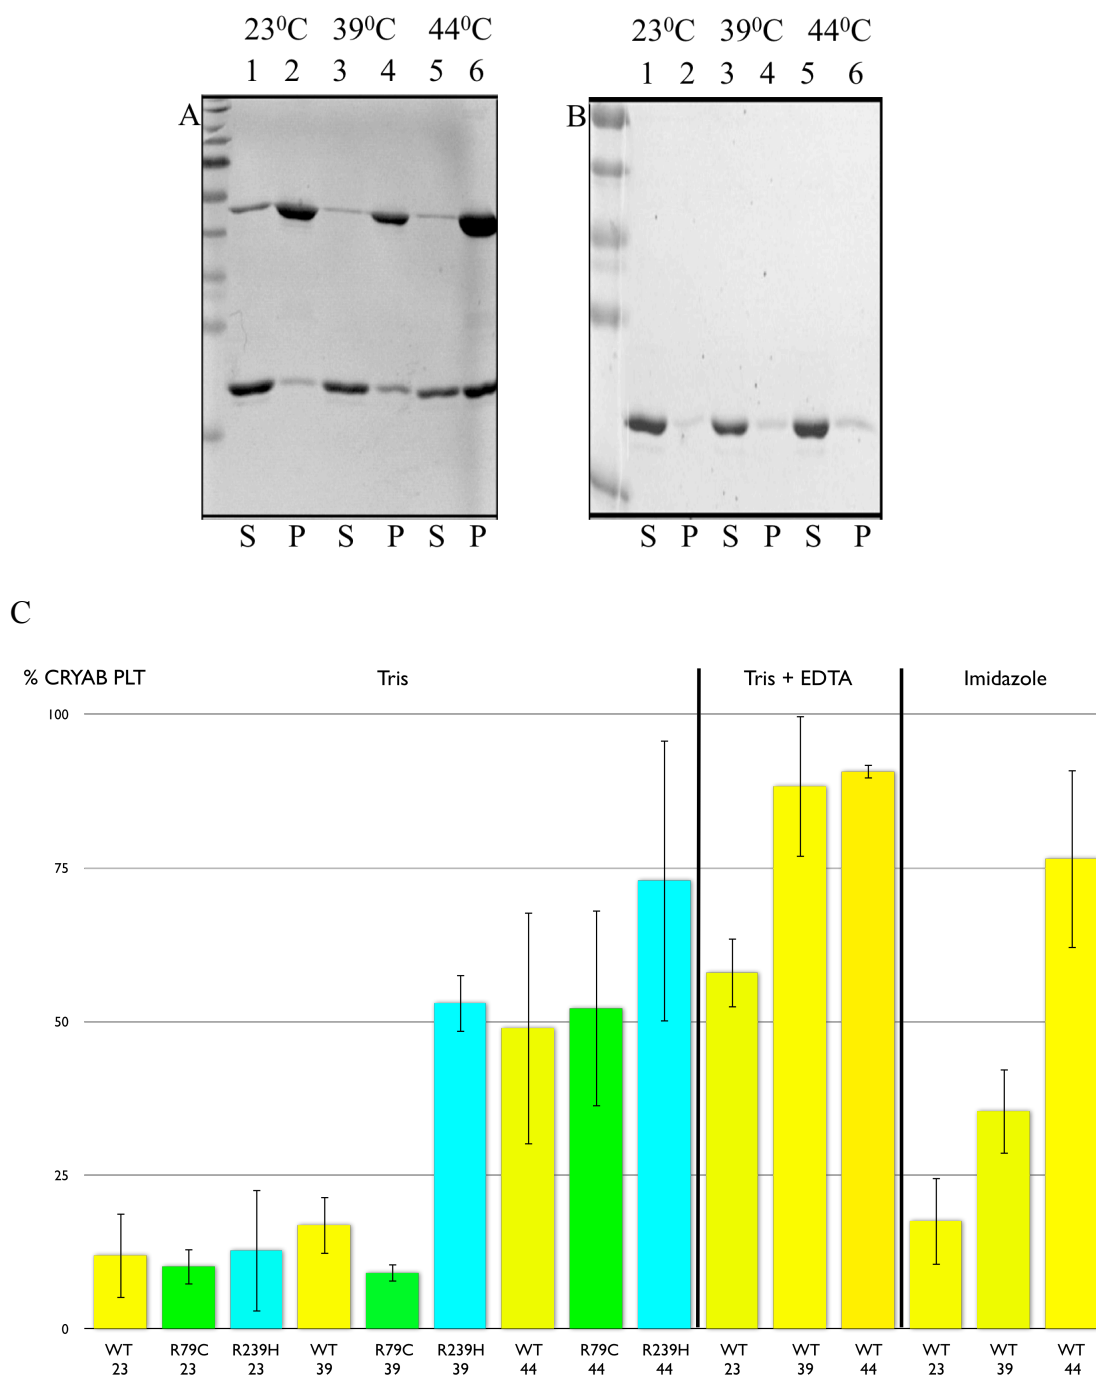 23⁰C 39⁰C 44⁰C
1 2 3 4 5 6
A
S P S P S P
23⁰C 39⁰C 44⁰C
1 2 3 4 5 6
B
S P S P S P
C
% CRYAB PLT Tris Tris + EDTA Imidazole
100
75
50
25
0
WT R79C R239H WT R79C R239H WT R79C R239H WT WT WT WT WT WT
23 23 23 39 39 39 44 44 44 23 39 44 23 39 44